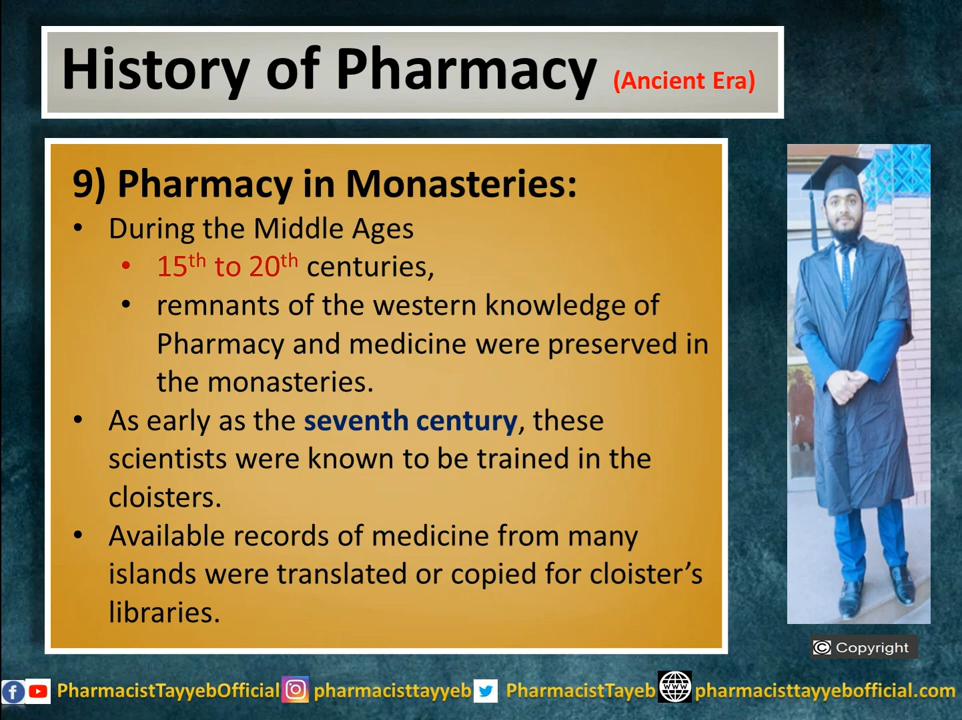 History of Pharmacy (Ancient Era)
9) Pharmacy in Monasteries:
• During the Middle Ages
• 15th to 20th centuries,
• remnants of the western knowledge of
Pharmacy and medicine were preserved in
the monasteries.
• As early as the seventh century, these
scientists were known to be trained in the
cloisters.
• Available records of medicine from many
islands were translated or copied for cloister's
libraries.
C Copyright
PharmacistTayyebOfficial pharmacisttayyeb PharmacistTayeb WWW pharmacisttayyebofficial.com